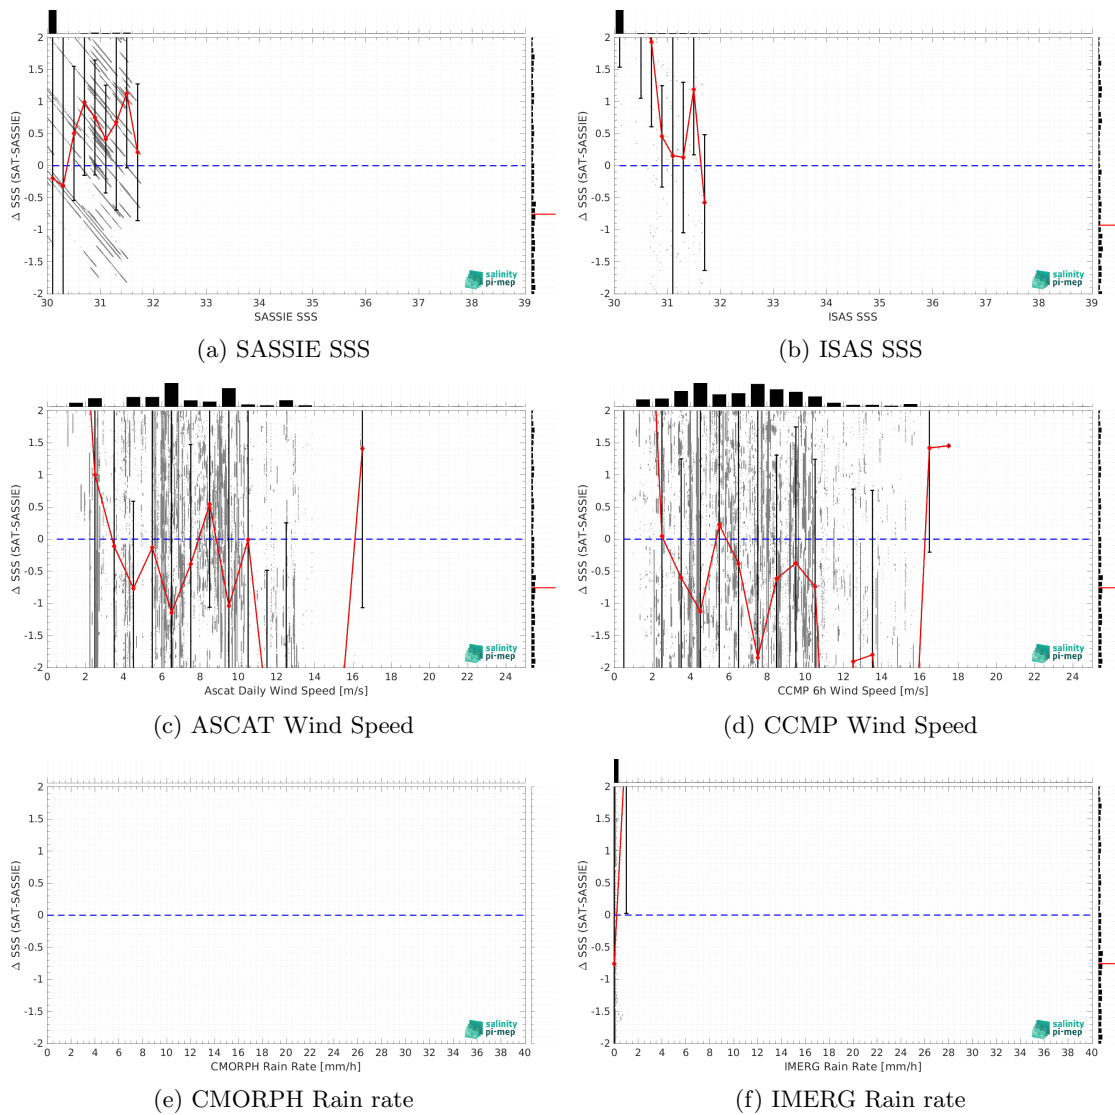 2
1.5
1
0.5
0
-0.5
-1
-1.5
-2
Δ SSS (SAT-SASSIE)
30 31 32 33 34 35 36 37 38 39
SASSIE SSS
salinity
pi-mep
(a) SASSIE SSS
2
1.5
1
0.5
0
-0.5
-1
-1.5
-2
Δ SSS (SAT-SASSIE)
30 31 32 33 34 35 36 37 38 39
ISAS SSS
salinity
pi-mep
(b) ISAS SSS
2
1.5
1
0.5
0
-0.5
-1
-1.5
-2
Δ SSS (SAT-SASSIE)
0 2 4 6 8 10 12 14 16 18 20 22 24
Ascat Daily Wind Speed [m/s]
salinity
pi-mep
(c) ASCAT Wind Speed
2
1.5
1
0.5
0
-0.5
-1
-1.5
-2
Δ SSS (SAT-SASSIE)
0 2 4 6 8 10 12 14 16 18 20 22 24
CCMP 6h Wind Speed [m/s]
salinity
pi-mep
(d) CCMP Wind Speed
2
1.5
1
0.5
0
-0.5
-1
-1.5
-2
Δ SSS (SAT-SASSIE)
0 2 4 6 8 10 12 14 16 18 20 22 24 26 28 30 32 34 36 38 40
CMORPH Rain Rate [mm/h]
salinity
pi-mep
(e) CMORPH Rain rate
2
1.5
1
0.5
0
-0.5
-1
-1.5
-2
Δ SSS (SAT-SASSIE)
0 2 4 6 8 10 12 14 16 18 20 22 24 26 28 30 32 34 36 38 40
IMERG Rain Rate [mm/h]
salinity
pi-mep
(f) IMERG Rain rate